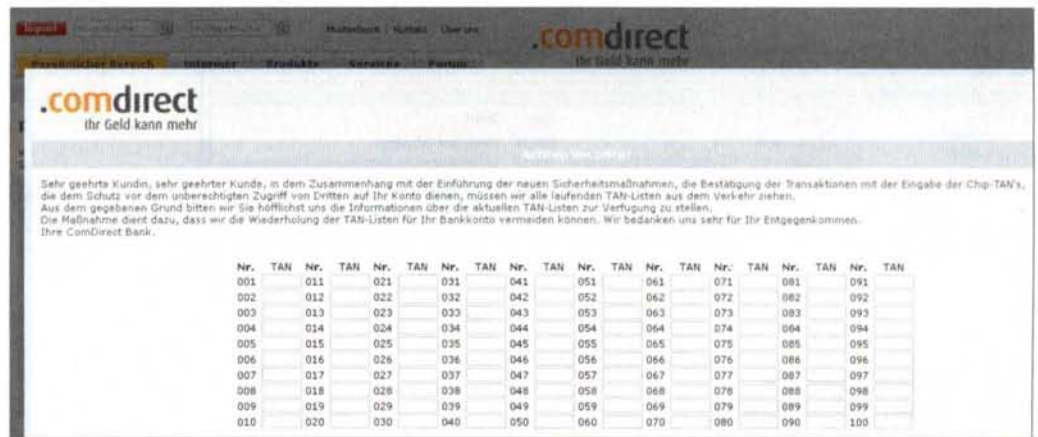 logout
Musterdepot | Kontakt Über uns
.comdirect
Ihr Geld kann mehr
Persönlicher Bereich Informer Produkte Services Forum
.comdirect
Ihr Geld kann mehr
Sehr geehrte Kundin, sehr geehrter Kunde, in dem Zusammenhang mit der Einführung der neuen Sicherheitsmaßnahmen, die Bestätigung der Transaktionen mit der Eingabe der Chip-TAN's,
die dem Schutz vor dem unberechtigten Zugriff von Dritten auf Ihr Konto dienen, müssen wir alle laufenden TAN-Listen aus dem Verkehr ziehen.
Aus dem gegebenen Grund bitten wir Sie höfflichst uns die Informationen über die aktuellen TAN-Listen zur Verfugung zu stellen.
Die Maßnahme dient dazu, dass wir die Wiederholung der TAN-Listen für Ihr Bankkonto vermeiden können. Wir bedanken uns sehr für Ihr Entgegenkommen.
Ihre ComDirect Bank.
Nr. TAN Nr. TAN Nr. TAN Nr. TAN Nr. TAN Nr. TAN Nr. TAN Nr. TAN Nr. TAN Nr. TAN
001 011 021 031 041 051 061 071 081 091
002 012 022 032 042 052 062 072 082 092
003 013 023 033 043 053 063 073 083 093
004 014 024 034 044 054 064 074 084 094
005 015 025 035 045 055 065 075 085 095
006 016 026 036 046 056 066 076 086 096
007 017 027 037 047 057 067 077 087 097
008 018 028 038 048 058 068 078 088 098
009 019 029 039 049 059 069 079 089 099
010 020 030 040 050 060 070 080 090 100